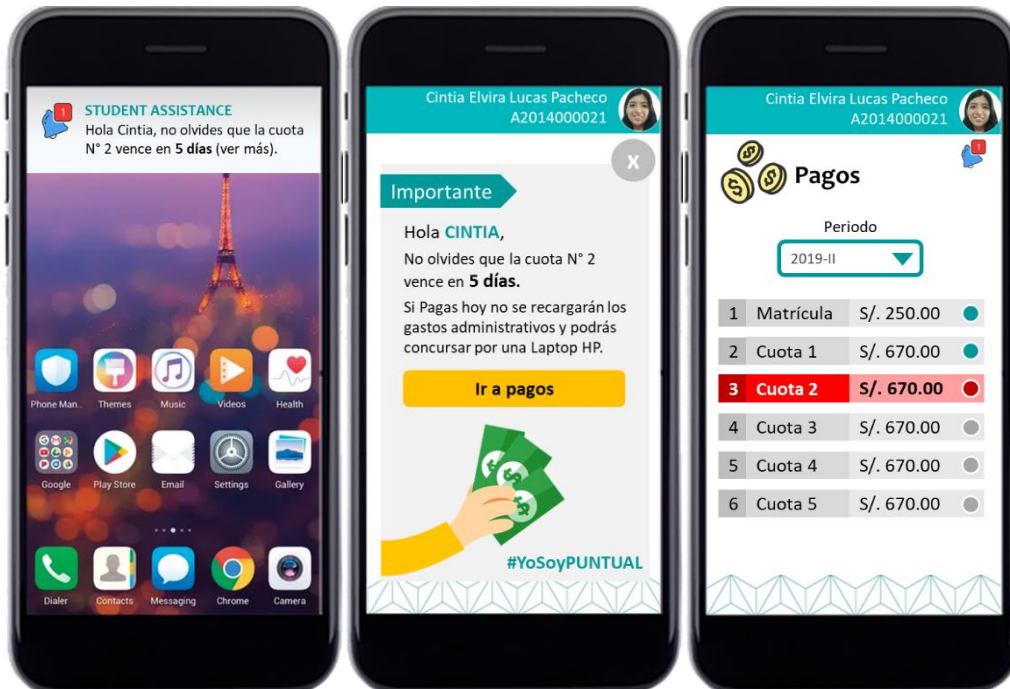 1
STUDENT ASSISTANCE
Hola Cintia, no olvides que la cuota
N° 2 vence en 5 días (ver más).
Phone Man.. Themes Music Videos Health
Google Play Store Email Settings Gallery
Dialer Contacts Messaging Chrome Camera
Cintia Elvira Lucas Pacheco
A2014000021
X
Importante
Hola CINTIA,
No olvides que la cuota N° 2
vence en 5 días.
Si Pagas hoy no se recargarán los
gastos administrativos y podrás
concursar por una Laptop HP.
Ir a pagos
#YoSoyPUNTUAL
Cintia Elvira Lucas Pacheco
A2014000021
1
Pagos
Periodo
2019-II
1 Matrícula S/. 250.00
2 Cuota 1 S/. 670.00
3 Cuota 2 S/. 670.00
4 Cuota 3 S/. 670.00
5 Cuota 4 S/. 670.00
6 Cuota 5 S/. 670.00